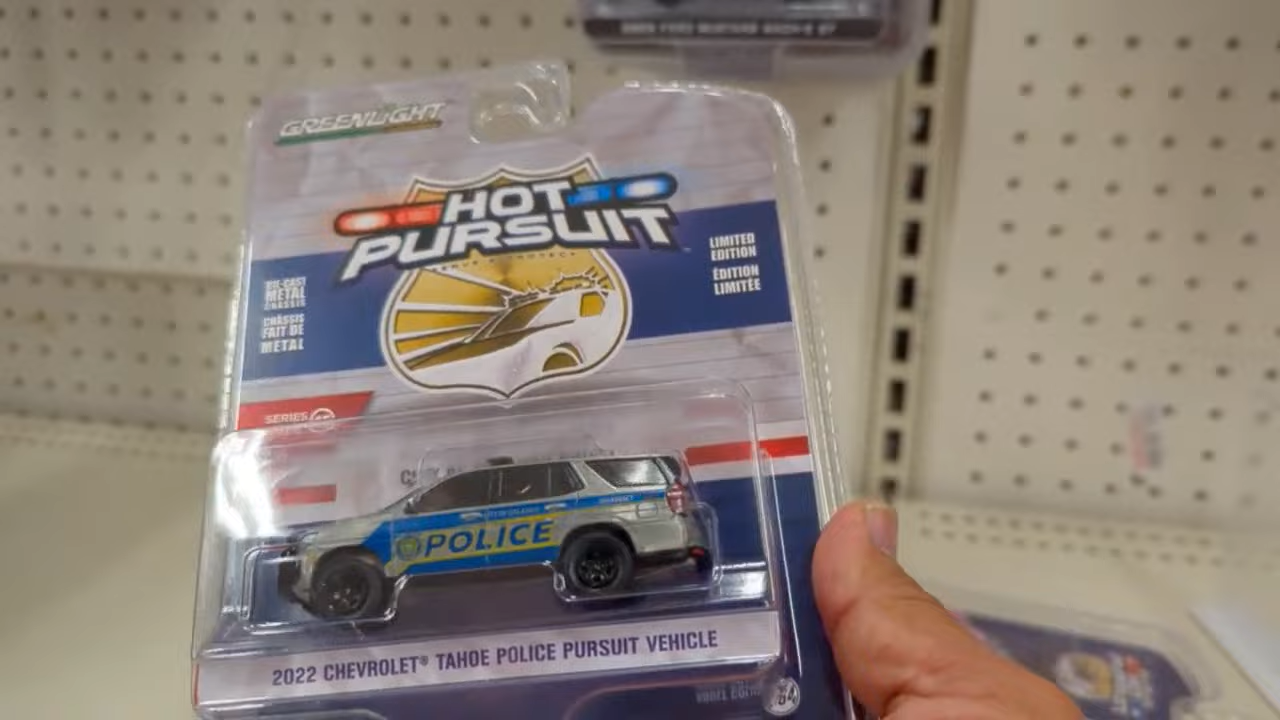 GREENLIGHT
HOT
PURSUIT
LIMITED
EDITION
ÉDITION
LIMITÉE
DIE-CAST
METAL
CHASSIS
CHÂSSIS
FAIT DE
METAL
SERIES
POLICE
2022 CHEVROLET® TAHOE POLICE PURSUIT VEHICLE